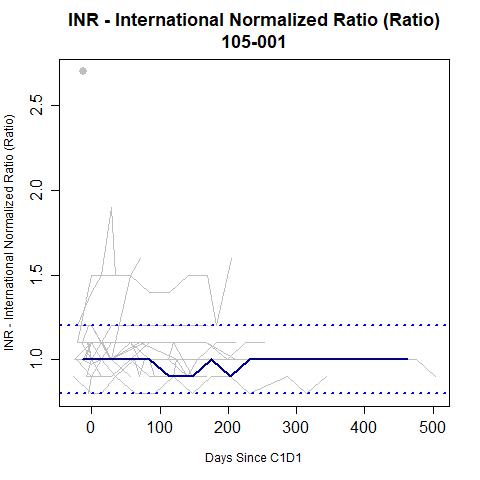 INR - International Normalized Ratio (Ratio)
105-001
INR - International Normalized Ratio (Ratio)
2.5
2.0
1.5
1.0
0 100 200 300 400 500
Days Since C1D1